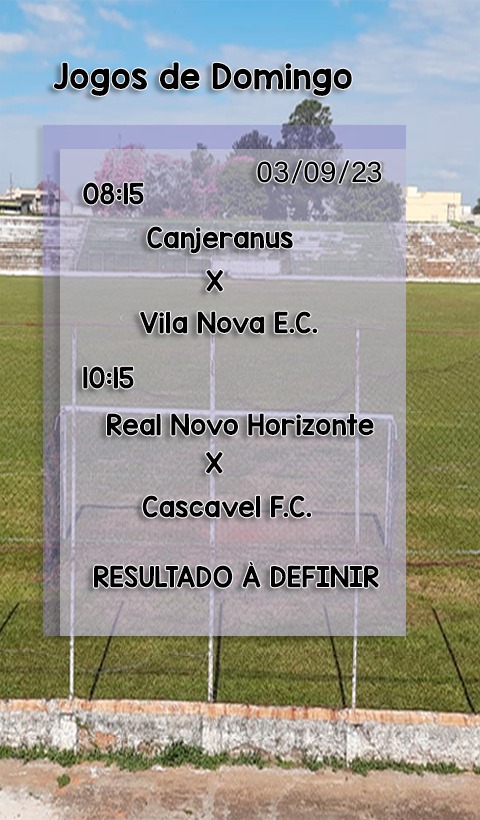 Jogos de Domingo
03/09/23
08:15
Canjeranus
X
Vila Nova E.C.
10:15
Real Novo Horizonte
X
Cascavel F.C.
RESULTADO À DEFINIR